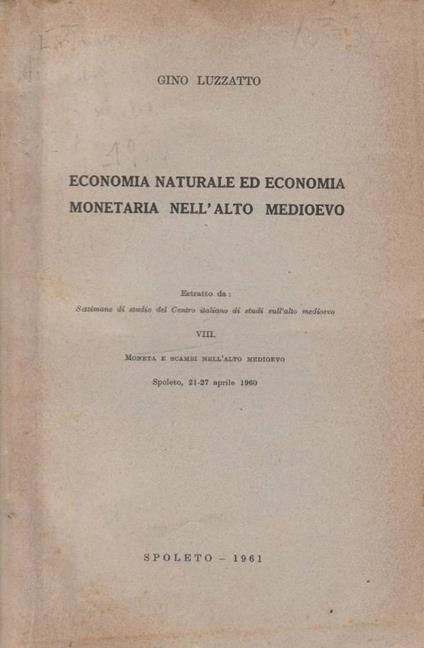 GINO LUZZATTO
ECONOMIA NATURALE ED ECONOMIA
MONETARIA NELL'ALTO MEDIOEVO
Estratto da:
Settimane di studio del Centro italiano di studi sull'alto medioevo
VIII.
MONETA E SCAMBI NELL'ALTO MEDIOEVO
Spoleto, 21-27 aprile 1960
SPOLETO - 1961